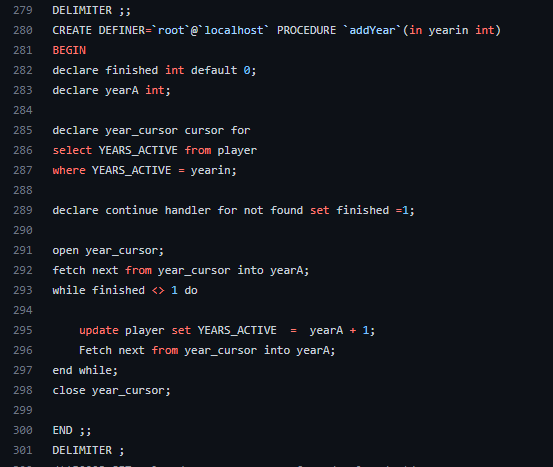 279 DELIMITER ;;
280 CREATE DEFINER=`root`@`localhost` PROCEDURE `addYear`(in yearin int)
281 BEGIN
282 declare finished int default 0;
283 declare yearA int;
284
285 declare year_cursor cursor for
286 select YEARS_ACTIVE from player
287 where YEARS_ACTIVE = yearin;
288
289 declare continue handler for not found set finished =1;
290
291 open year_cursor;
292 fetch next from year_cursor into yearA;
293 while finished <> 1 do
294
295     update player set YEARS_ACTIVE  =  yearA + 1;
296     Fetch next from year_cursor into yearA;
297 end while;
298 close year_cursor;
299
300 END ;;
301 DELIMITER ;